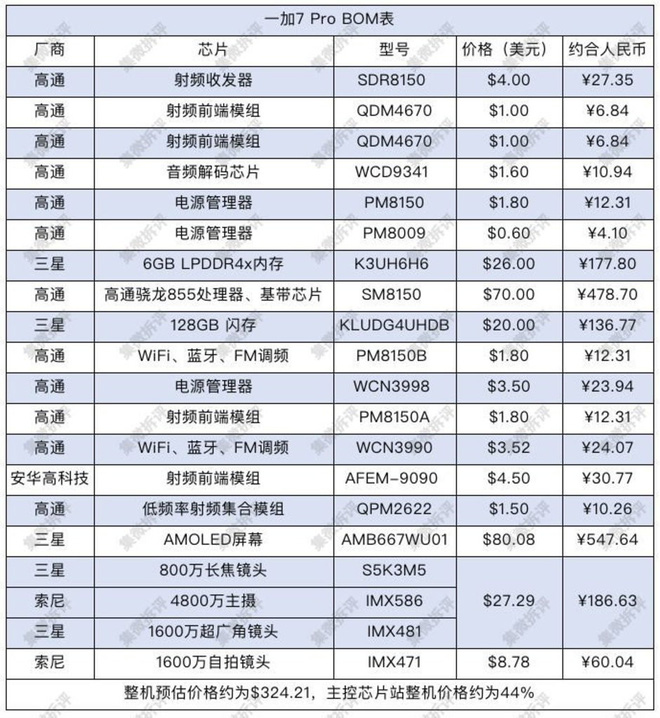 一加7 Pro BOM表
厂商 芯片 型号 价格（美元） 约合人民币
高通 射频收发器 SDR8150 $4.00 ¥27.35
高通 射频前端模组 QDM4670 $1.00 ¥6.84
高通 射频前端模组 QDM4670 $1.00 ¥6.84
高通 音频解码芯片 WCD9341 $1.60 ¥10.94
高通 电源管理器 PM8150 $1.80 ¥12.31
高通 电源管理器 PM8009 $0.60 ¥4.10
三星 6GB LPDDR4x内存 K3UH6H6 $26.00 ¥177.80
高通 高通骁龙855处理器、基带芯片 SM8150 $70.00 ¥478.70
三星 128GB 闪存 KLUDG4UHDB $20.00 ¥136.77
高通 WiFi、蓝牙、FM调频 PM8150B $1.80 ¥12.31
高通 电源管理器 WCN3998 $3.50 ¥23.94
高通 射频前端模组 PM8150A $1.80 ¥12.31
高通 WiFi、蓝牙、FM调频 WCN3990 $3.52 ¥24.07
安华高科技 射频前端模组 AFEM-9090 $4.50 ¥30.77
高通 低频率射频集合模组 QPM2622 $1.50 ¥10.26
三星 AMOLED屏幕 AMB667WU01 $80.08 ¥547.64
三星 800万长焦镜头 S5K3M5
索尼 4800万主摄 IMX586 $27.29 ¥186.63
三星 1600万超广角镜头 IMX481
索尼 1600万自拍镜头 IMX471 $8.78 ¥60.04
整机预估价格约为$324.21，主控芯片站整机价格约为44%
集微拆评